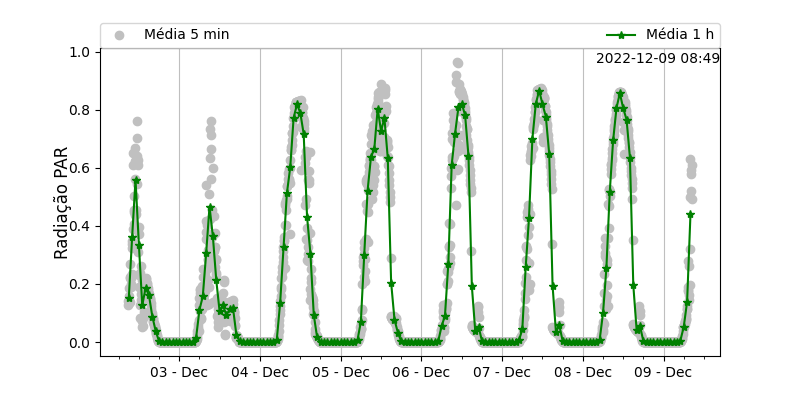 Média 5 min
Média 1 h
2022-12-09 08:49
Radiação PAR
1.0
0.8
0.6
0.4
0.2
0.0
03 - Dec
04 - Dec
05 - Dec
06 - Dec
07 - Dec
08 - Dec
09 - Dec